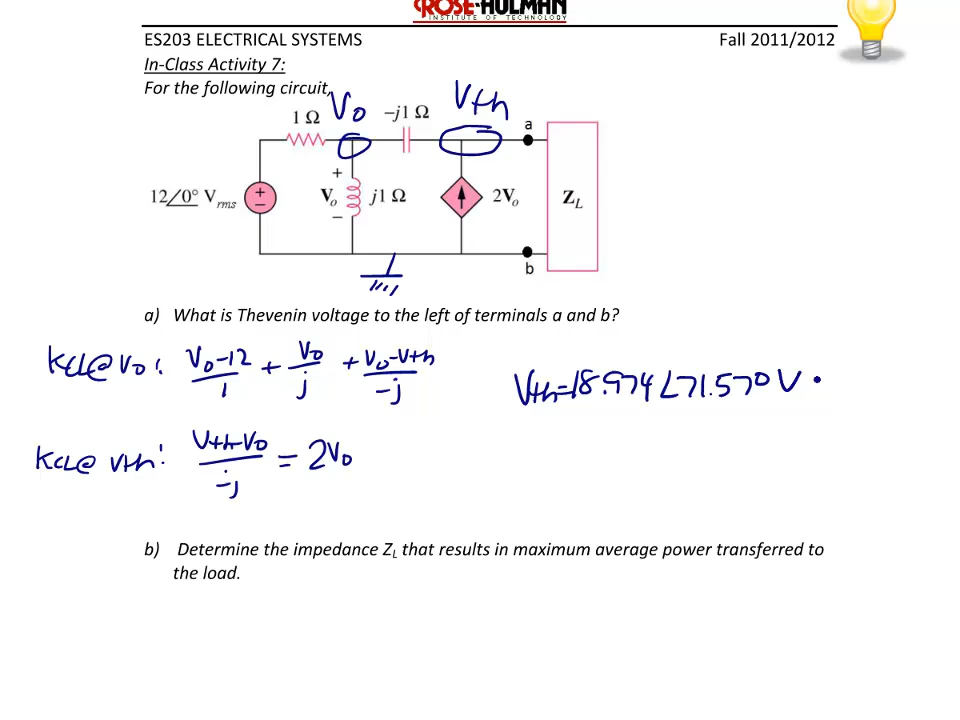 ROSE-HULMAN
INSTITUTE OF TECHNOLOGY
ES203 ELECTRICAL SYSTEMS Fall 2011/2012
In-Class Activity 7:
For the following circuit,
Vo Vth
1 Ω −j1 Ω a
12/0° Vrms + − + Vo − j1 Ω 2Vo ZL
b
a) What is Thevenin voltage to the left of terminals a and b?
KCL@ Vo: (Vo-12)/1 + Vo/j + (Vo-Vth)/-j
Vth=18.974∠71.570 V
KCL@ Vth: (Vth-Vo)/-j = 2Vo
b) Determine the impedance ZL that results in maximum average power transferred to
the load.